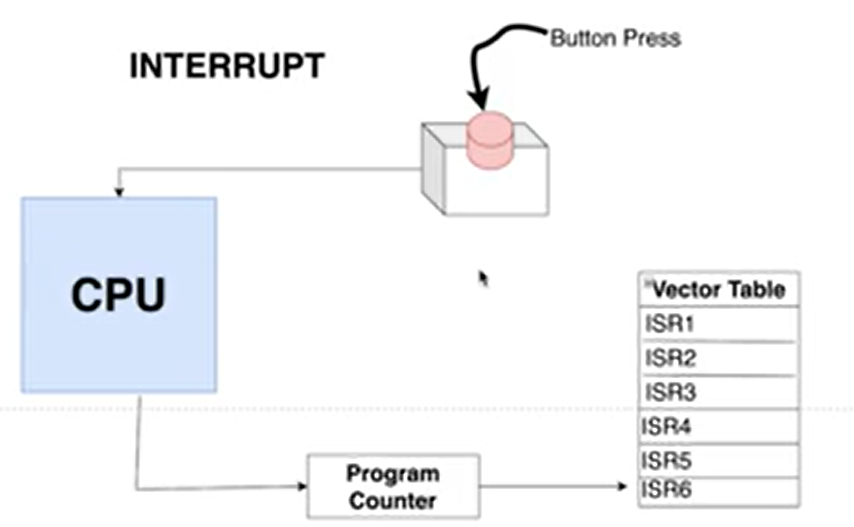 Button Press
INTERRUPT
CPU
Vector Table
ISR1
ISR2
ISR3
ISR4
ISR5
ISR6
Program
Counter